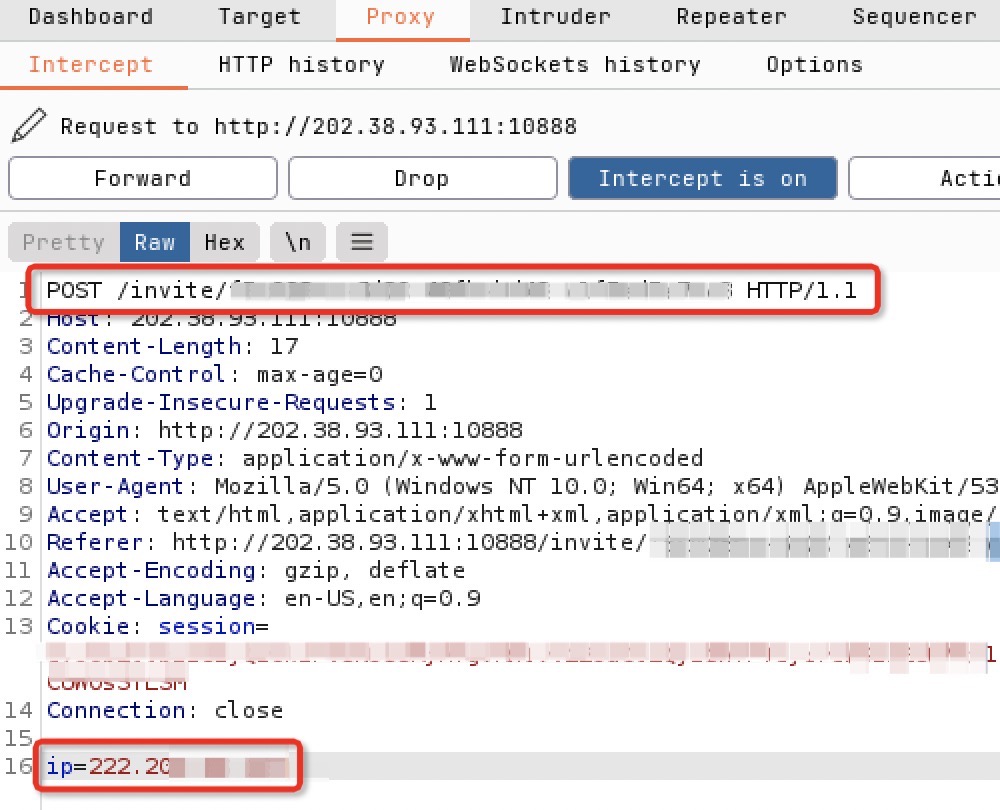 Dashboard Target Proxy Intruder Repeater Sequencer
Intercept HTTP history WebSockets history Options
Request to http://202.38.93.111:10888
Forward Drop Intercept is on
Pretty Raw Hex \n
1 POST /invite/ HTTP/1.1
2 Host: 202.38.93.111:10888
3 Content-Length: 17
4 Cache-Control: max-age=0
5 Upgrade-Insecure-Requests: 1
6 Origin: http://202.38.93.111:10888
7 Content-Type: application/x-www-form-urlencoded
8 User-Agent: Mozilla/5.0 (Windows NT 10.0; Win64; x64) AppleWebKit/53
9 Accept: text/html,application/xhtml+xml,application/xml;q=0.9,image/
10 Referer: http://202.38.93.111:10888/invite/
11 Accept-Encoding: gzip, deflate
12 Accept-Language: en-US,en;q=0.9
13 Cookie: session=
14 Connection: close
15
16 ip=222.20